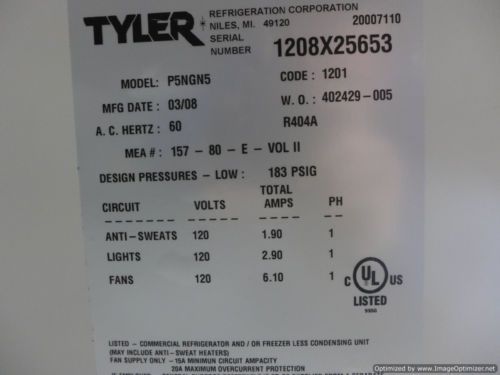 TYLER
REFRIGERATION CORPORATION
NILES, MI. 49120 20007110
SERIAL
NUMBER 1208X25653
MODEL: P5NGN5 CODE : 1201
MFG DATE : 03/08 W. O. : 402429-005
A. C. HERTZ : 60 R404A
MEA # : 157 - 80 - E - VOL II
DESIGN PRESSURES - LOW : 183 PSIG
TOTAL
CIRCUIT VOLTS AMPS PH
ANTI-SWEATS 120 1.90 1
LIGHTS 120 2.90 1
FANS 120 6.10 1
C UL US
LISTED
LISTED - COMMERCIAL REFRIGERATOR AND / OR FREEZER LESS CONDENSING UNIT
(MAY INCLUDE ANTI-SWEAT HEATERS)
FAN SUPPLY ONLY - 15A MINIMUN CIRCUIT AMPACITY
20A MAXIMUM OVERCURRENT PROTECTION
Optimized by www.ImageOptimizer.net